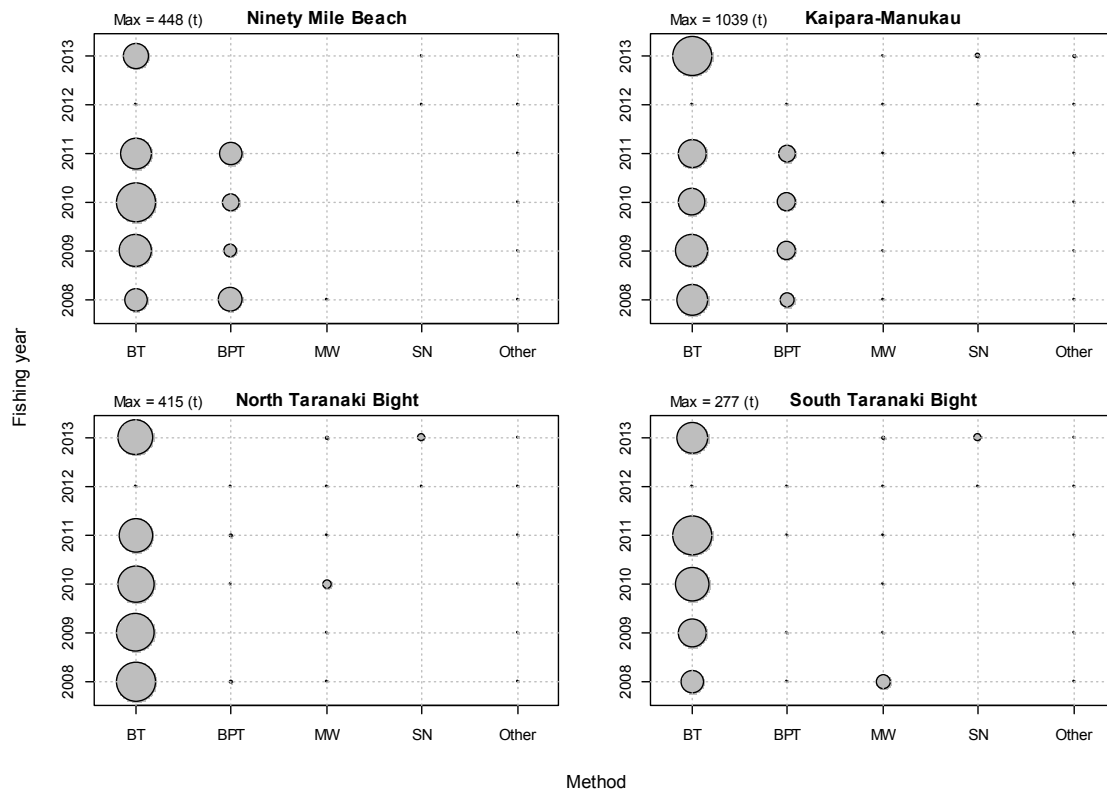 Max = 448 (t) Ninety Mile Beach
2013
2012
2011
2010
2009
2008
BT BPT MW SN Other
Max = 1039 (t) Kaipara-Manukau
2013
2012
2011
2010
2009
2008
BT BPT MW SN Other
Fishing year
Max = 415 (t) North Taranaki Bight
2013
2012
2011
2010
2009
2008
BT BPT MW SN Other
Max = 277 (t) South Taranaki Bight
2013
2012
2011
2010
2009
2008
BT BPT MW SN Other
Method